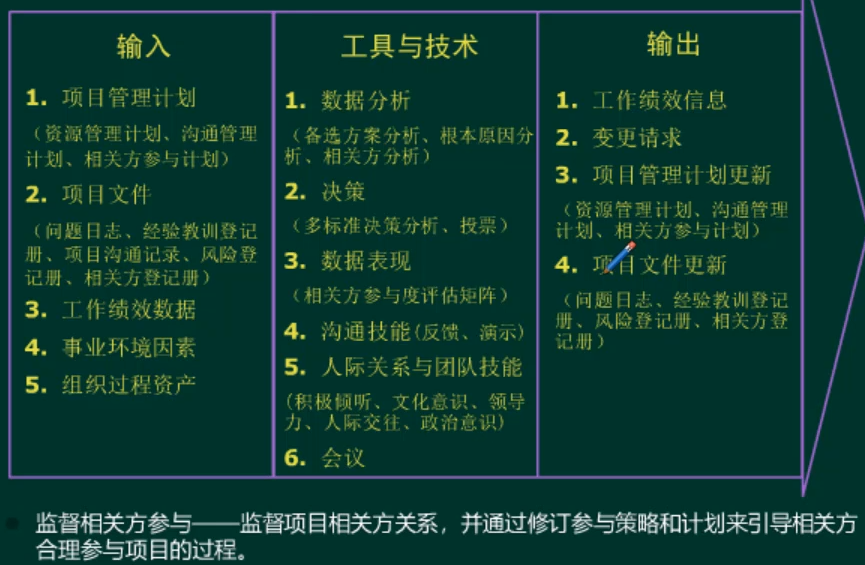 输入
1. 项目管理计划
（资源管理计划、沟通管理
计划、相关方参与计划）
2. 项目文件
（问题日志、经验教训登记
册、项目沟通记录、风险登
记册、相关方登记册）
3. 工作绩效数据
4. 事业环境因素
5. 组织过程资产
工具与技术
1. 数据分析
（备选方案分析、根本原因分
析、相关方分析）
2. 决策
（多标准决策分析、投票）
3. 数据表现
（相关方参与度评估矩阵）
4. 沟通技能(反馈、演示)
5. 人际关系与团队技能
(积极倾听、文化意识、领导
力、人际交往、政治意识)
6. 会议
输出
1. 工作绩效信息
2. 变更请求
3. 项目管理计划更新
（资源管理计划、沟通管理
计划、相关方参与计划）
4. 项目文件更新
（问题日志、经验教训登记
册、风险登记册、相关方登
记册）
监督相关方参与——监督项目相关方关系，并通过修订参与策略和计划来引导相关方
合理参与项目的过程。